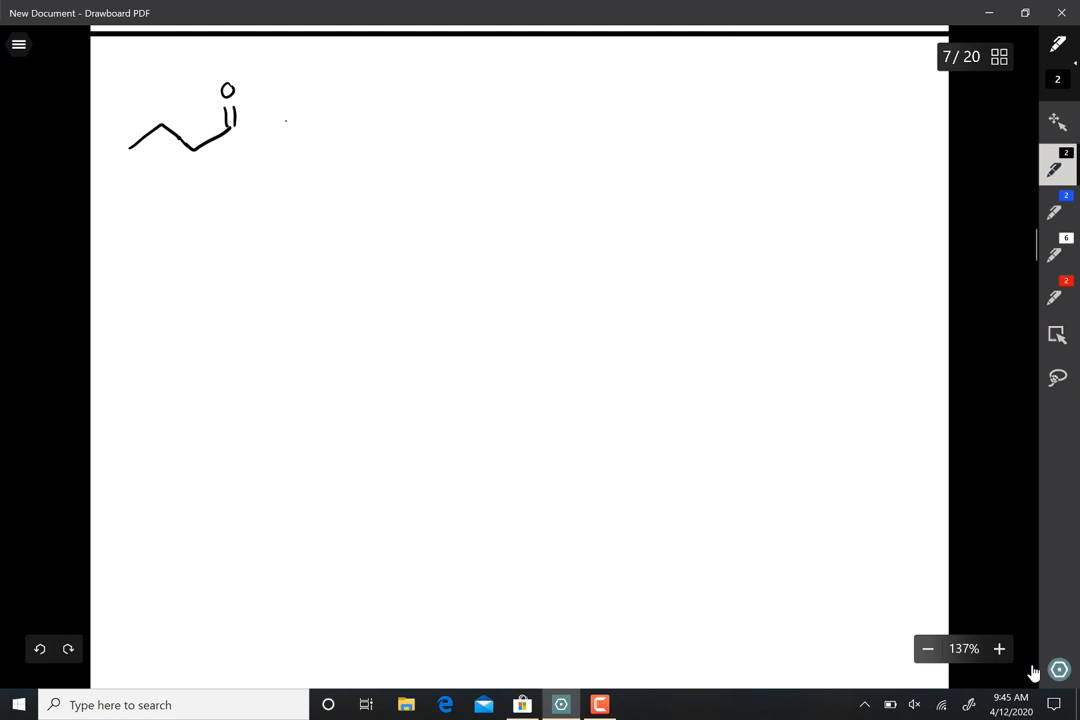 New Document - Drawboard PDF
7 / 20
2
2
2
6
2
O
137%
Type here to search
9:45 AM
4/12/2020